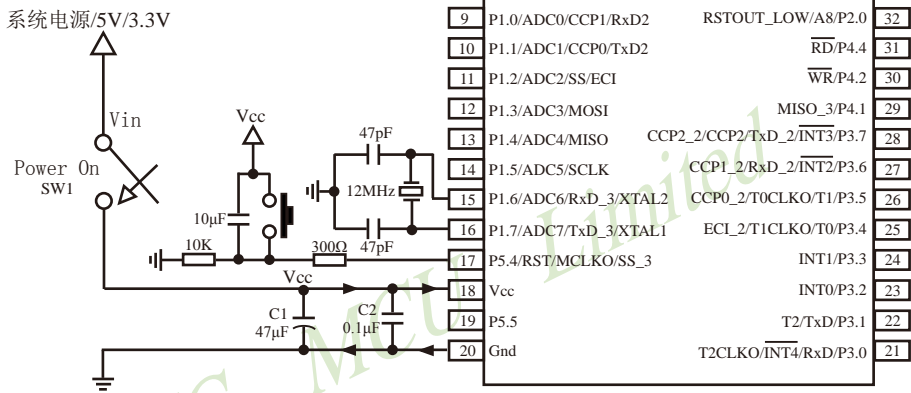 系统电源/5V/3.3V
Vin
Power On
SW1
Vcc
10μF
10K
300Ω
47pF
12MHz
47pF
Vcc
C1
47μF
C2
0.1μF
9 P1.0/ADC0/CCP1/RxD2
10 P1.1/ADC1/CCP0/TxD2
11 P1.2/ADC2/SS/ECI
12 P1.3/ADC3/MOSI
13 P1.4/ADC4/MISO
14 P1.5/ADC5/SCLK
15 P1.6/ADC6/RxD_3/XTAL2
16 P1.7/ADC7/TxD_3/XTAL1
17 P5.4/RST/MCLKO/SS_3
18 Vcc
19 P5.5
20 Gnd
RSTOUT_LOW/A8/P2.0 32
RD/P4.4 31
WR/P4.2 30
MISO_3/P4.1 29
CCP2_2/CCP2/TxD_2/INT3/P3.7 28
CCP1_2/RxD_2/INT2/P3.6 27
CCP0_2/T0CLKO/T1/P3.5 26
ECI_2/T1CLKO/T0/P3.4 25
INT1/P3.3 24
INT0/P3.2 23
T2/TxD/P3.1 22
T2CLKO/INT4/RxD/P3.0 21
MCU Limited